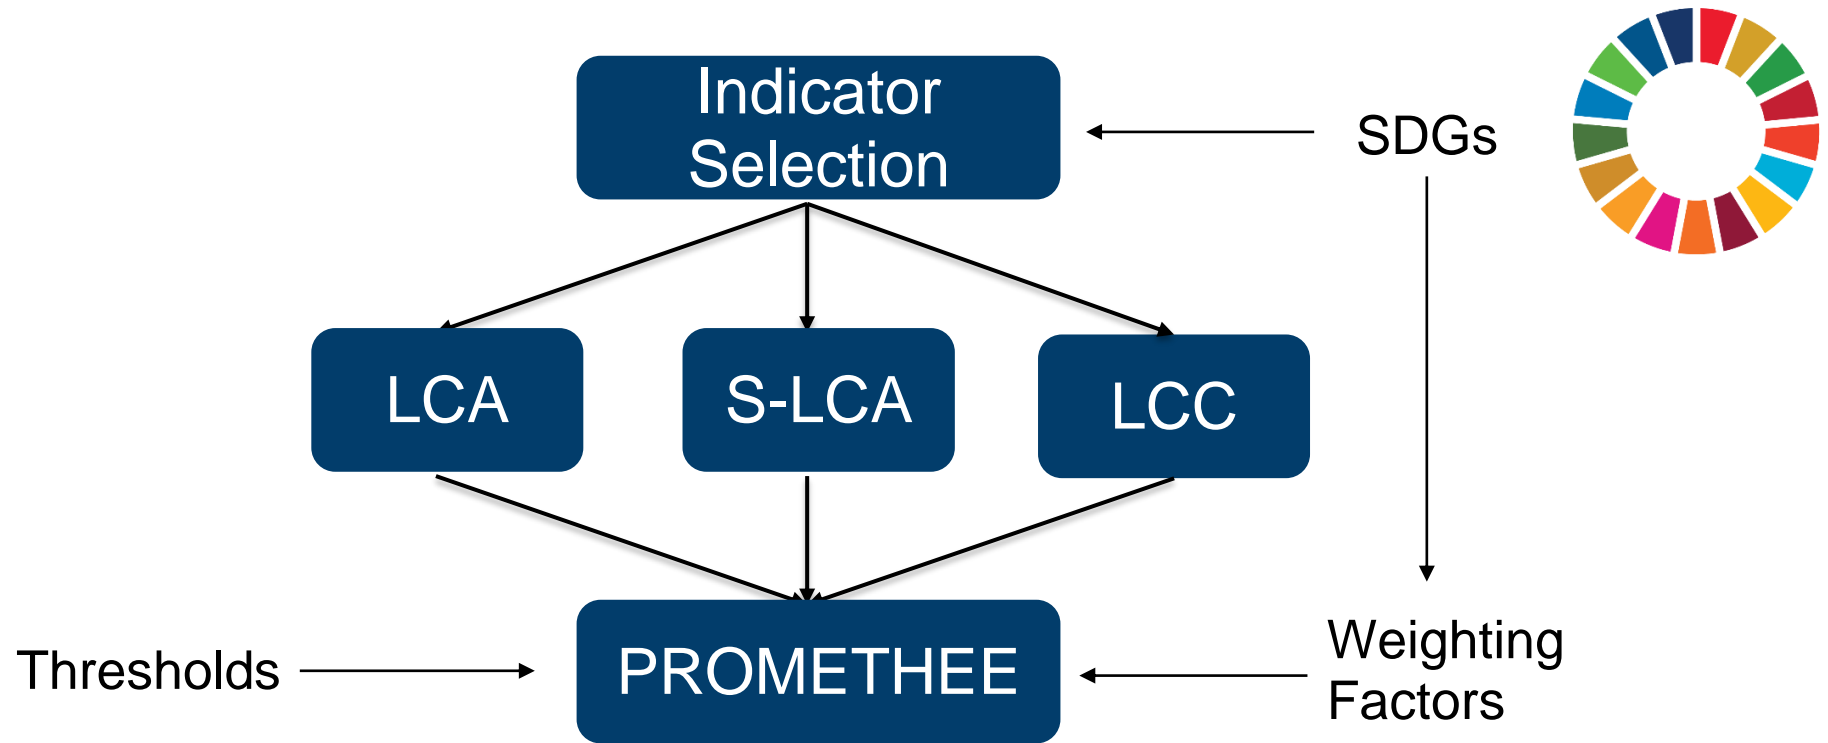 Indicator
Selection
SDGs
LCA
S-LCA
LCC
Thresholds
PROMETHEE
Weighting
Factors